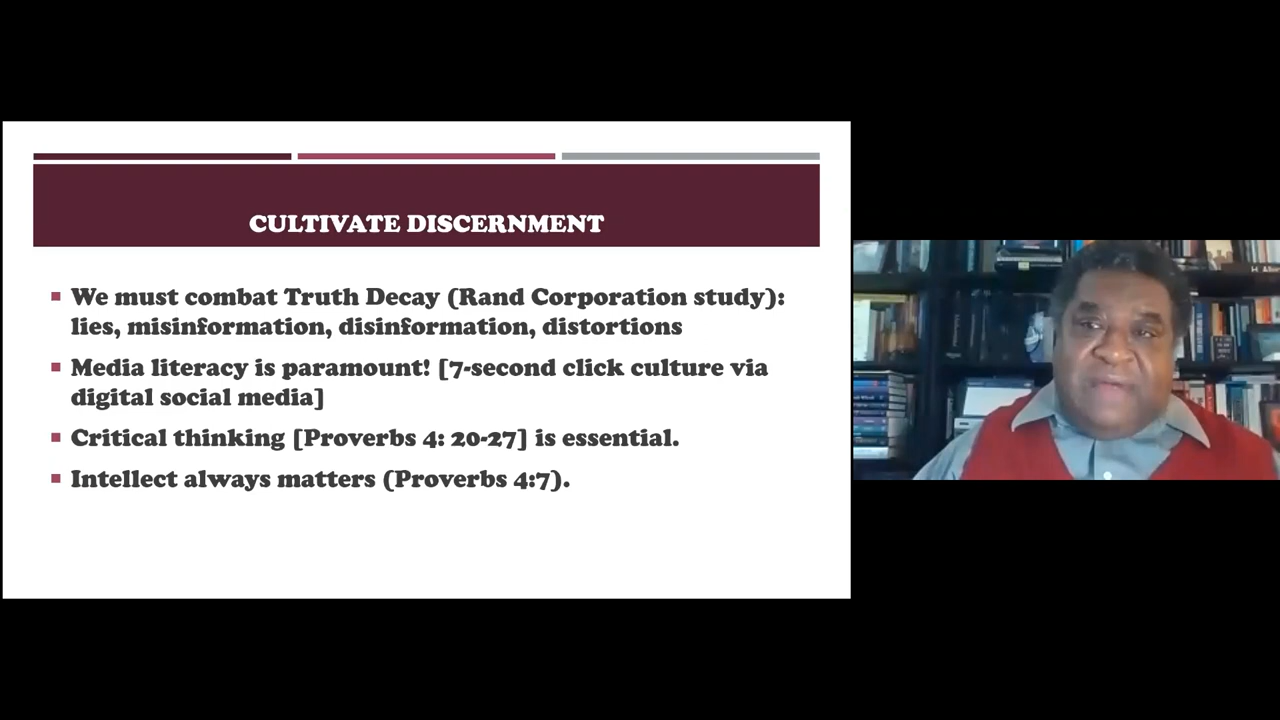 CULTIVATE DISCERNMENT
We must combat Truth Decay (Rand Corporation study):
lies, misinformation, disinformation, distortions
Media literacy is paramount! [7-second click culture via
digital social media]
Critical thinking [Proverbs 4: 20-27] is essential.
Intellect always matters (Proverbs 4:7).